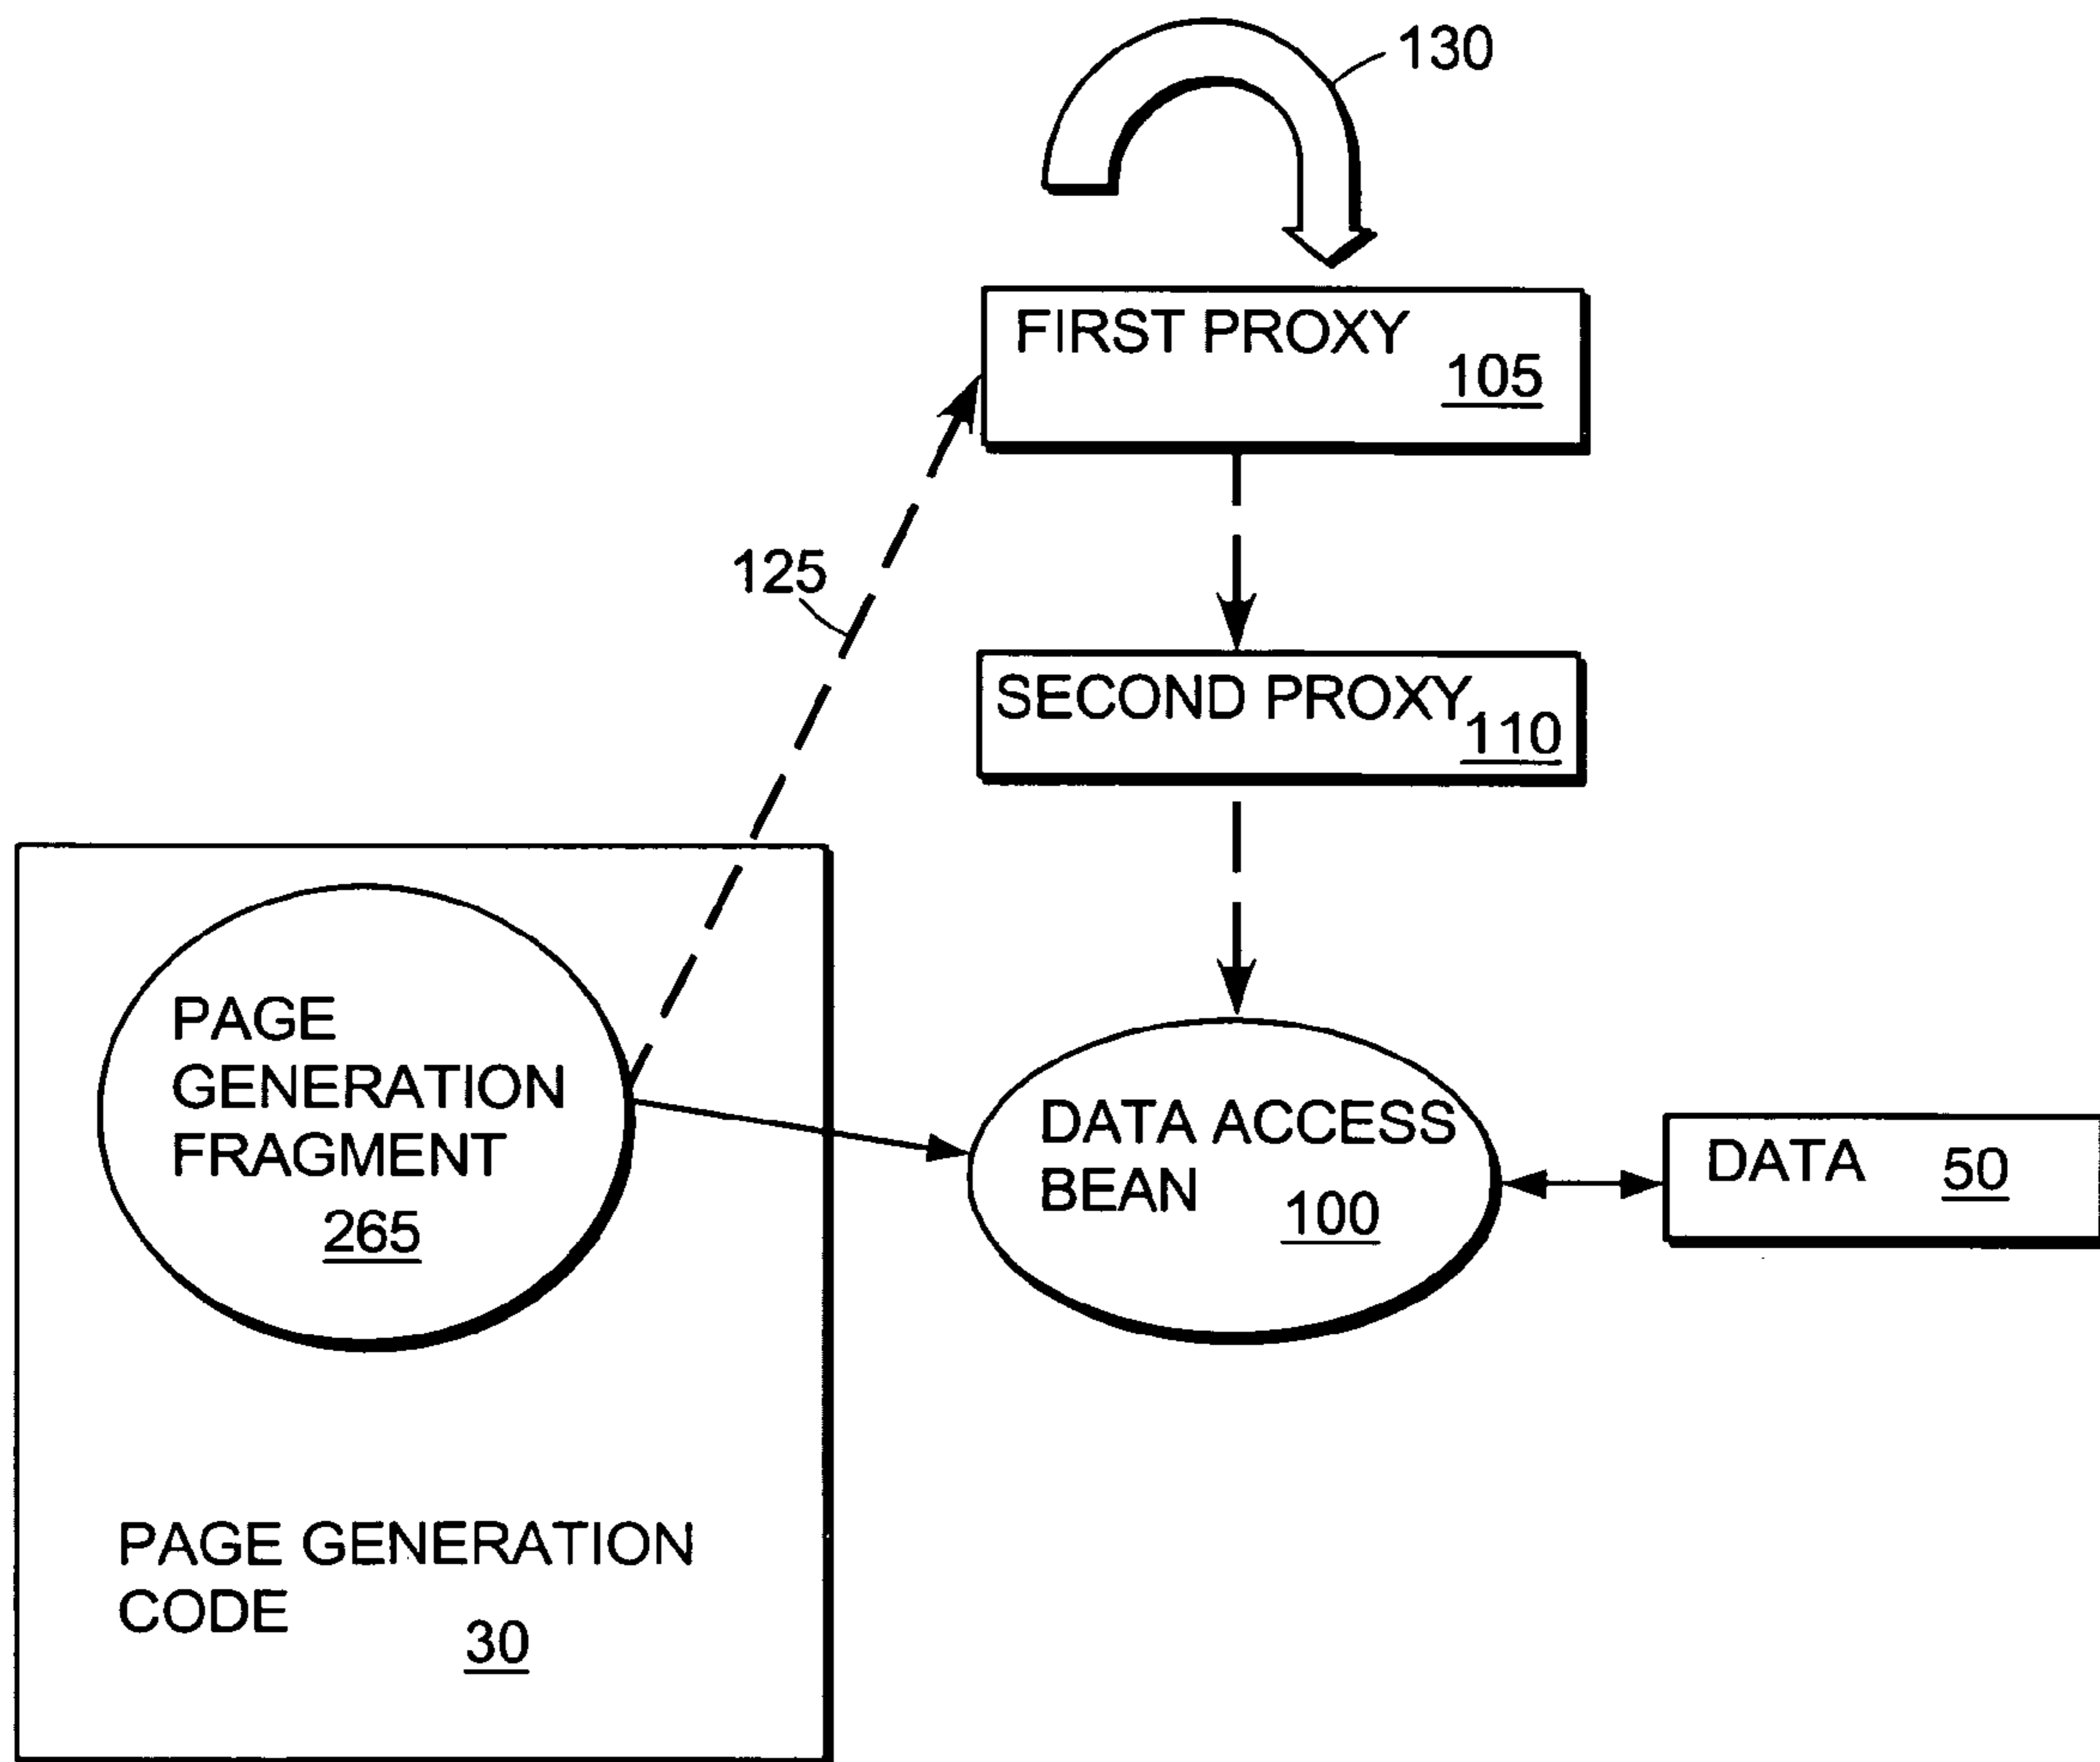 130
FIRST PROXY
105
125
SECOND PROXY
110
PAGE
GENERATION
FRAGMENT
265
DATA ACCESS
BEAN
100
DATA 50
PAGE GENERATION
CODE
30